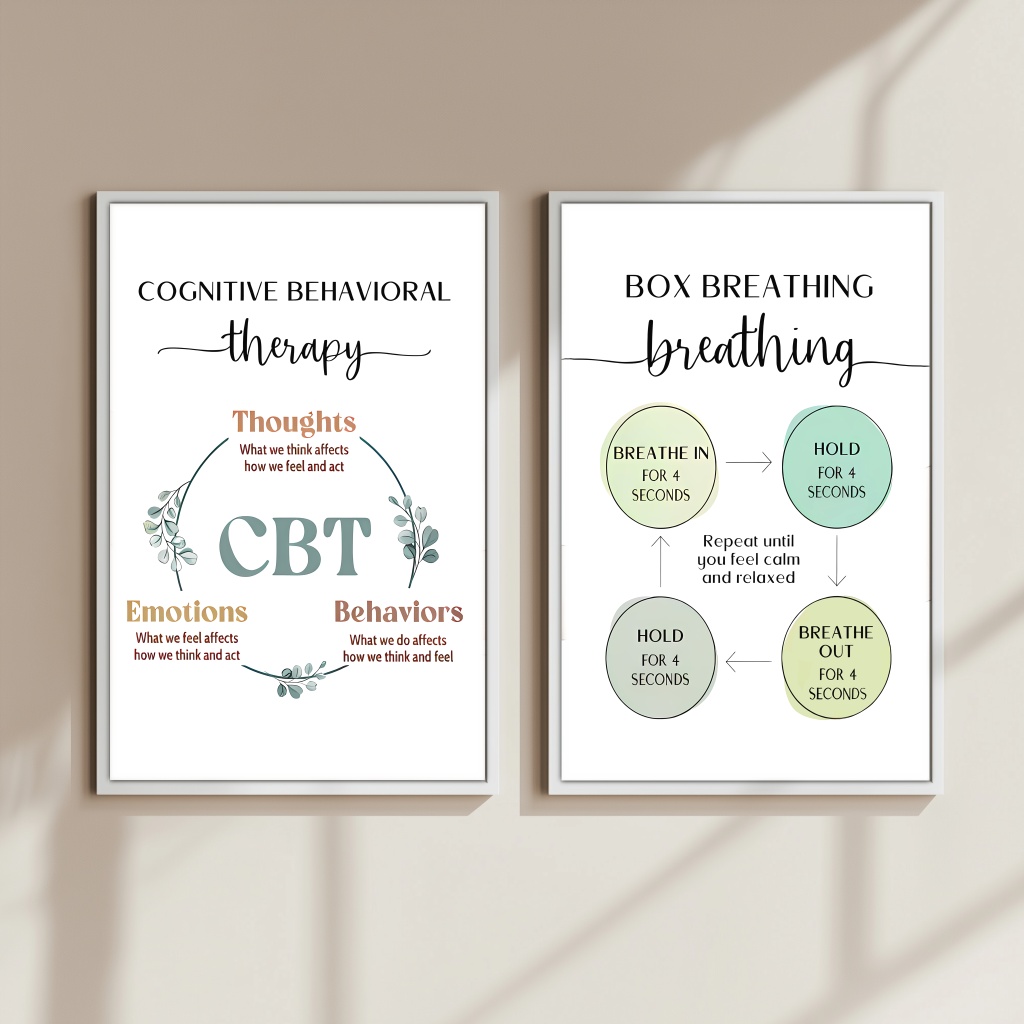 COGNITIVE BEHAVIORAL
therapy
Thoughts
What we think affects
how we feel and act
CBT
Emotions
What we feel affects
how we think and act
Behaviors
What we do affects
how we think and feel
BOX BREATHING
breathing
BREATHE IN
FOR 4
SECONDS
HOLD
FOR 4
SECONDS
Repeat until
you feel calm
and relaxed
HOLD
FOR 4
SECONDS
BREATHE
OUT
FOR 4
SECONDS